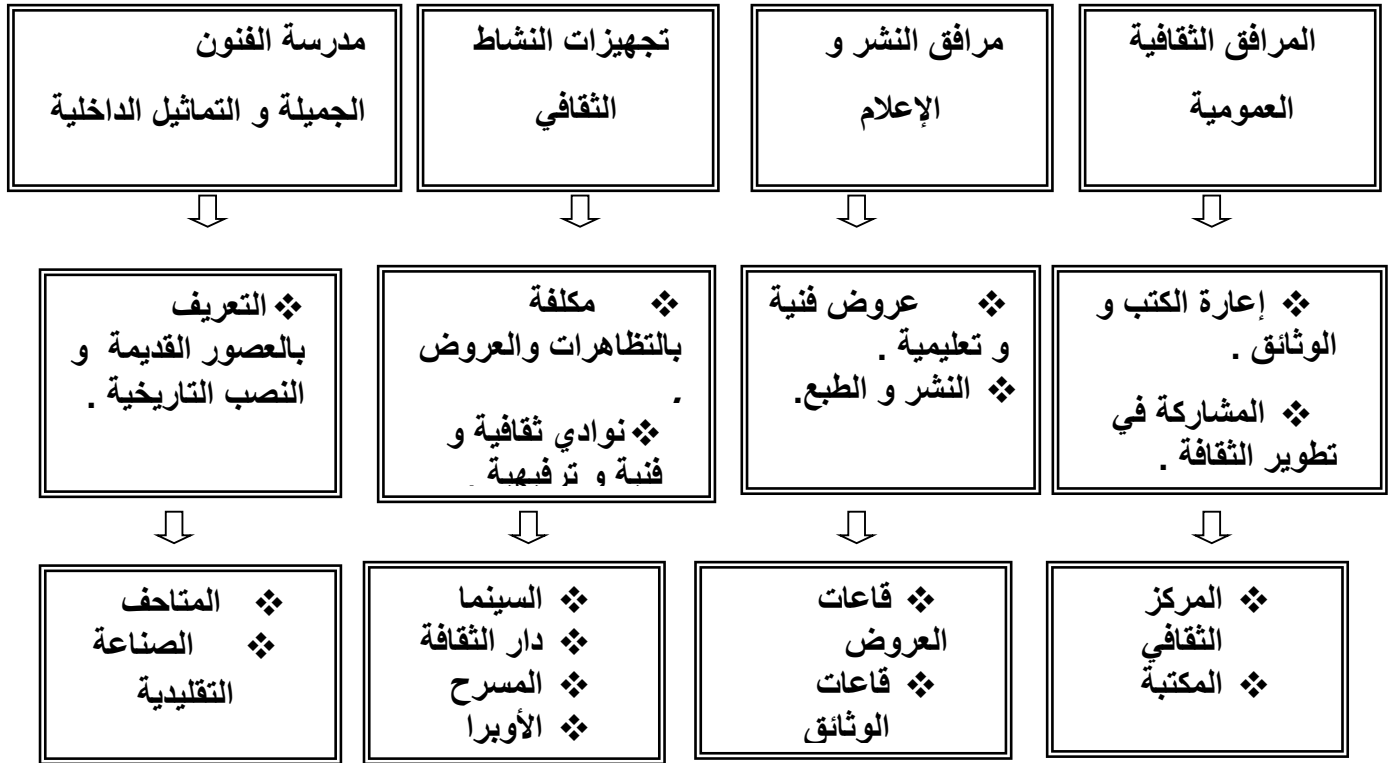 المرافق الثقافية
العمومية
مرافق النشر و
الإعلام
تجهيزات النشاط
الثقافي
مدرسة الفنون
الجميلة و التماثيل الداخلية
❖ إعارة الكتب و
الوثائق .
❖ المشاركة في
تطوير الثقافة .
❖ عروض فنية
و تعليمية .
❖ النشر و الطبع.
❖ مكلفة
بالتظاهرات والعروض
.
❖ نوادي ثقافية و
فنية و ترفيهية .
❖ التعريف
بالعصور القديمة و
النصب التاريخية .
❖ المركز
الثقافي
❖ المكتبة
❖ قاعات
العروض
❖ قاعات
الوثائق
❖ السينما
❖ دار الثقافة
❖ المسرح
❖ الأوبرا
❖ المتاحف
❖ الصناعة
التقليدية